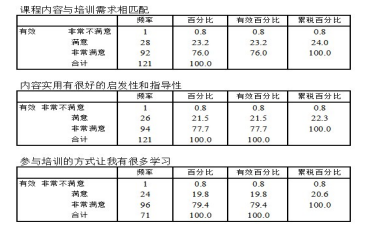 课程内容与培训需求相匹配
频率 百分比 有效百分比 累积百分比
有效 非常不满意 1 0.8 0.8 0.8
满意 28 23.2 23.2 24.0
非常满意 92 76.0 76.0 100.0
合计 121 100.0
内容实用有很好的启发性和指导性
频率 百分比 有效百分比 累积百分比
有效 非常不满意 1 0.8 0.8 0.8
满意 26 21.5 21.5 22.3
非常满意 94 77.7 77.7 100.0
合计 121 100.0 100.0
参与培训的方式让我有很多学习
频率 百分比 有效百分比 累积百分比
有效 非常不满意 1 0.8 0.8 0.8
满意 24 19.8 19.8 20.6
非常满意 96 79.4 79.4 100.0
合计 71 100.0 100.0